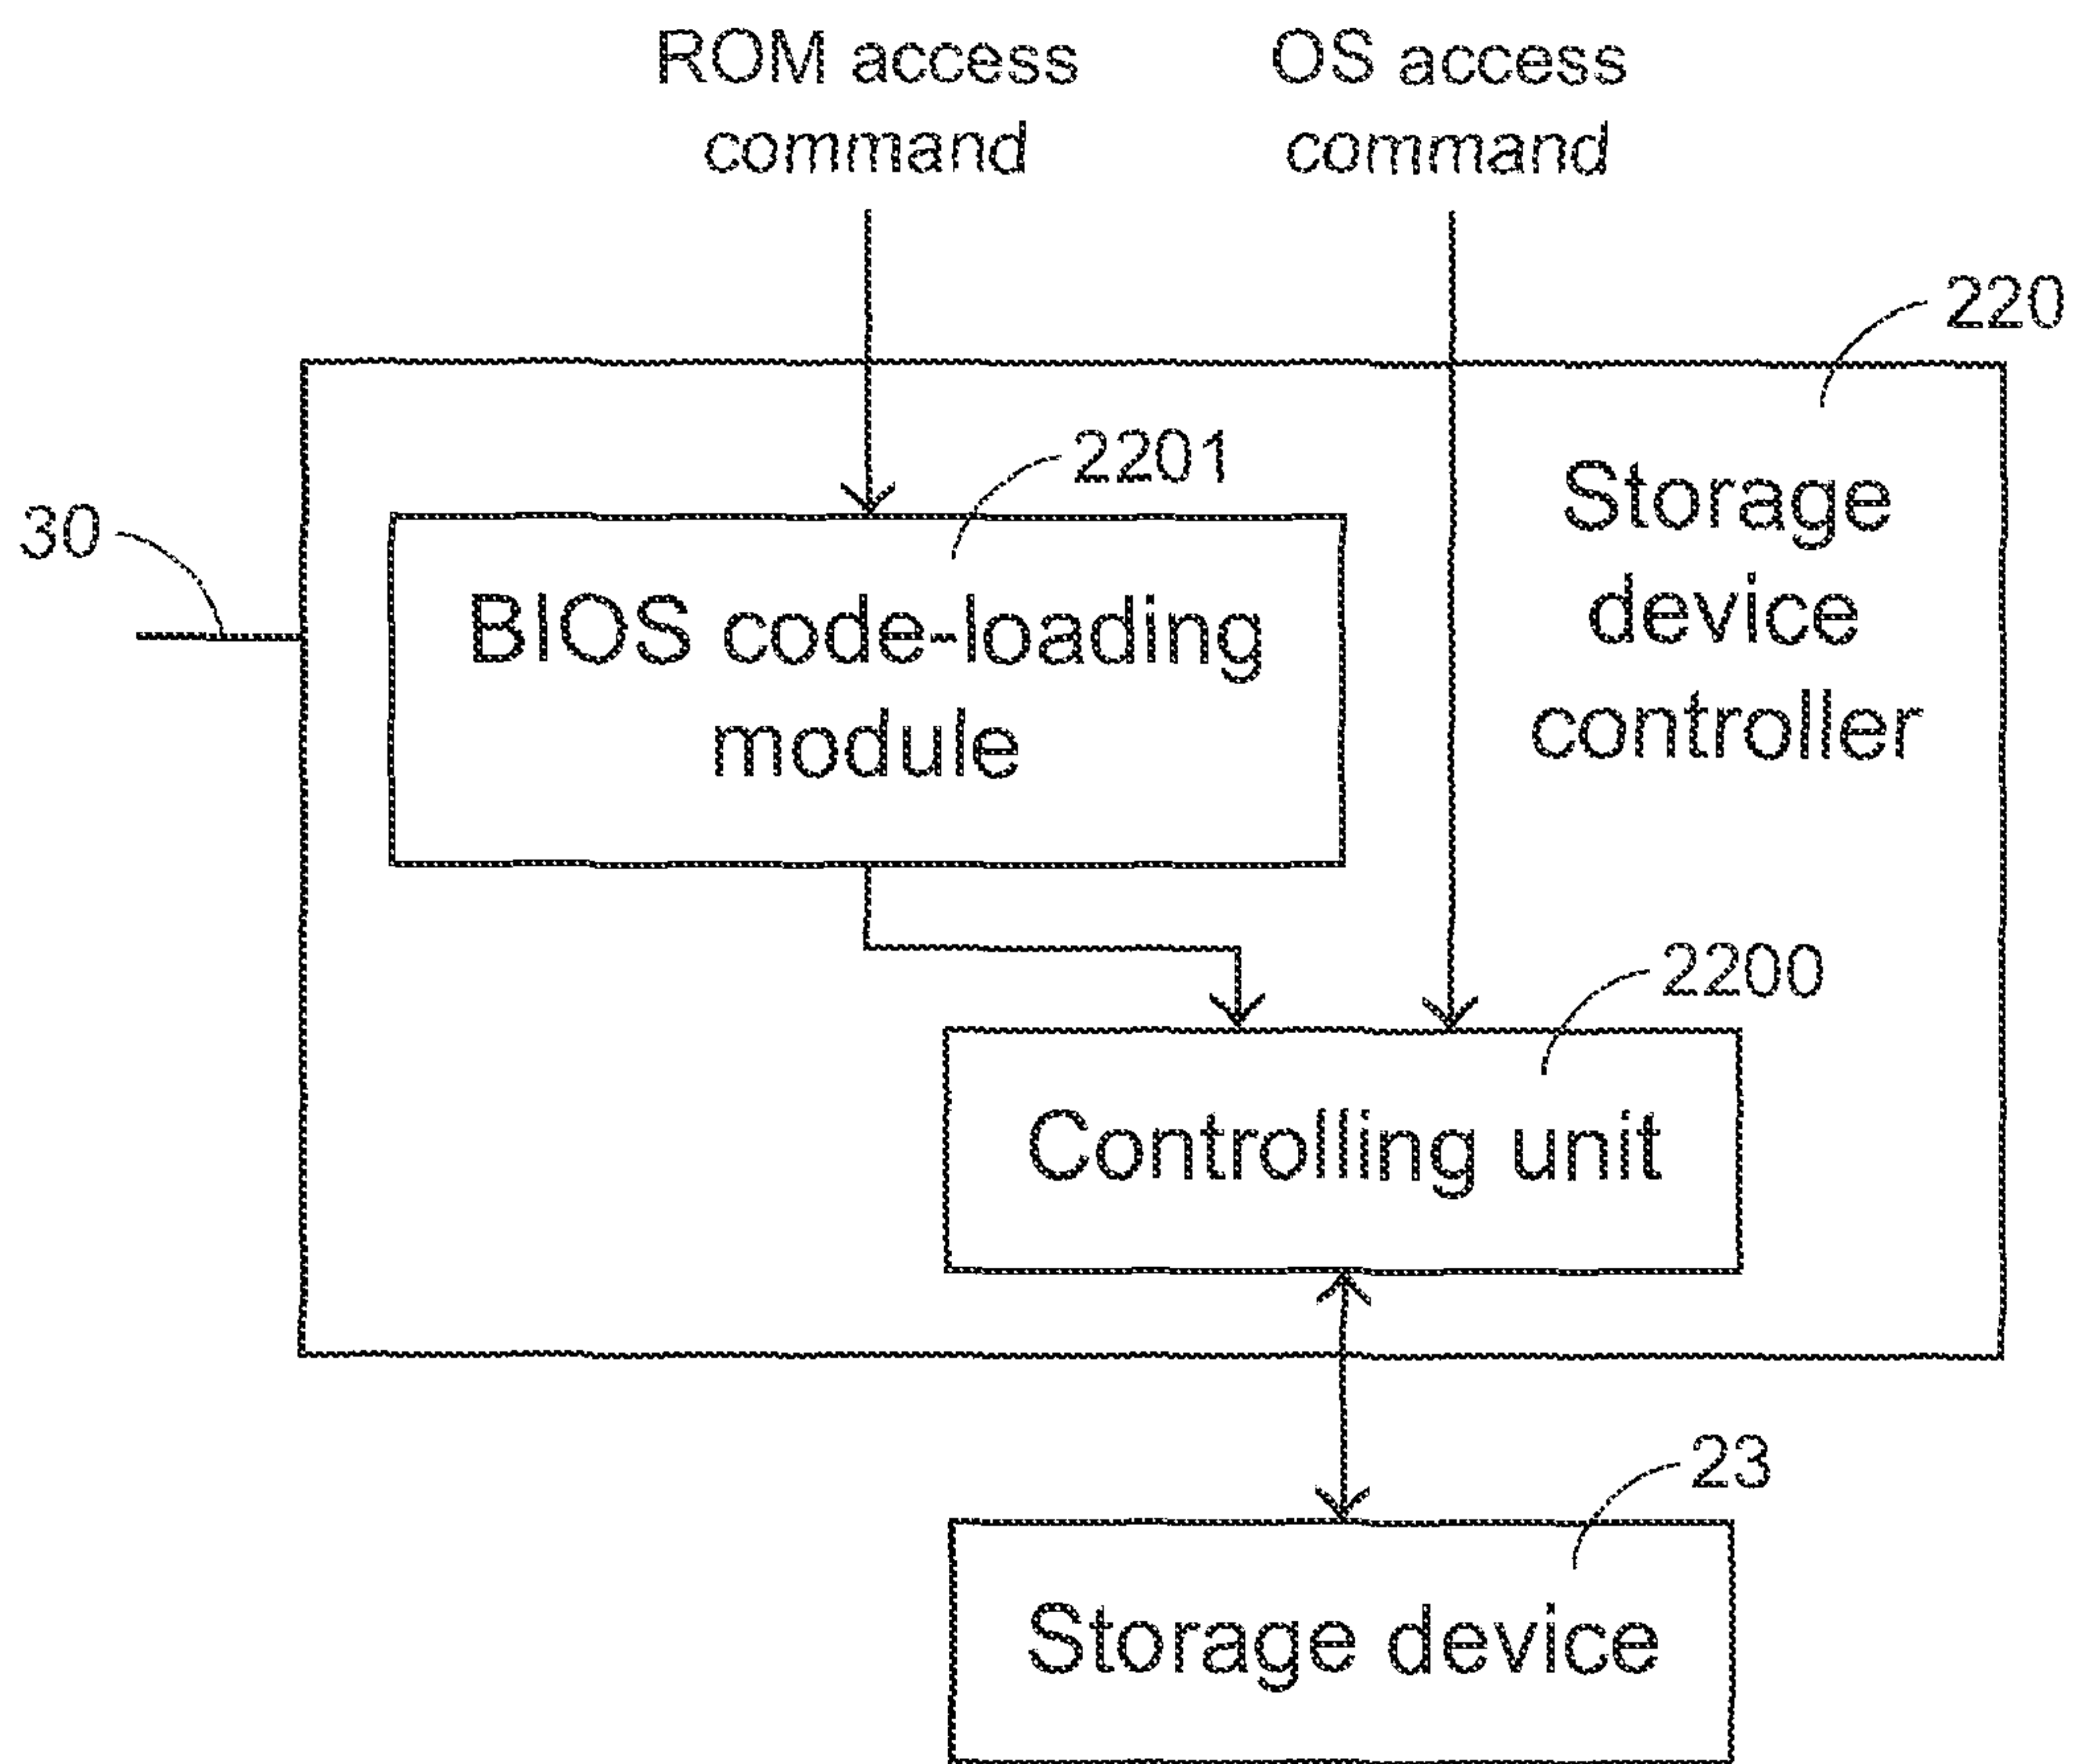 ROM access
command
OS access
command
220
2201
30
BIOS code-loading
module
Storage
device
controller
2200
Controlling unit
23
Storage device